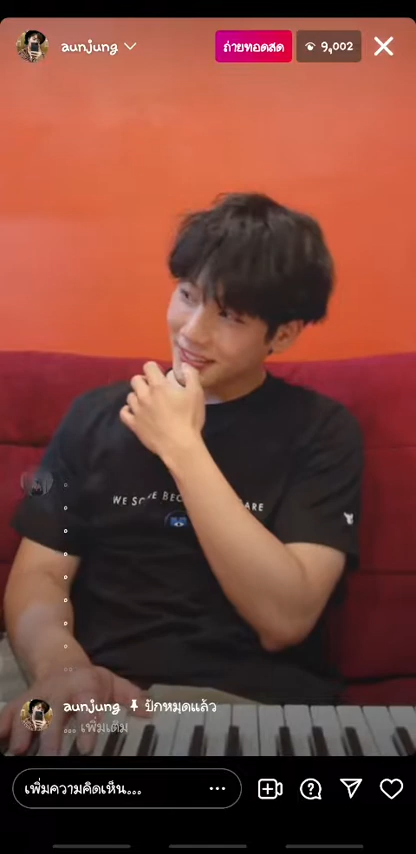 aunjung
ถ่ายทอดสด
9,002
WE
ARE
aunjung ปักหมุดแล้ว
... เพิ่มเติม
เพิ่มความคิดเห็น...